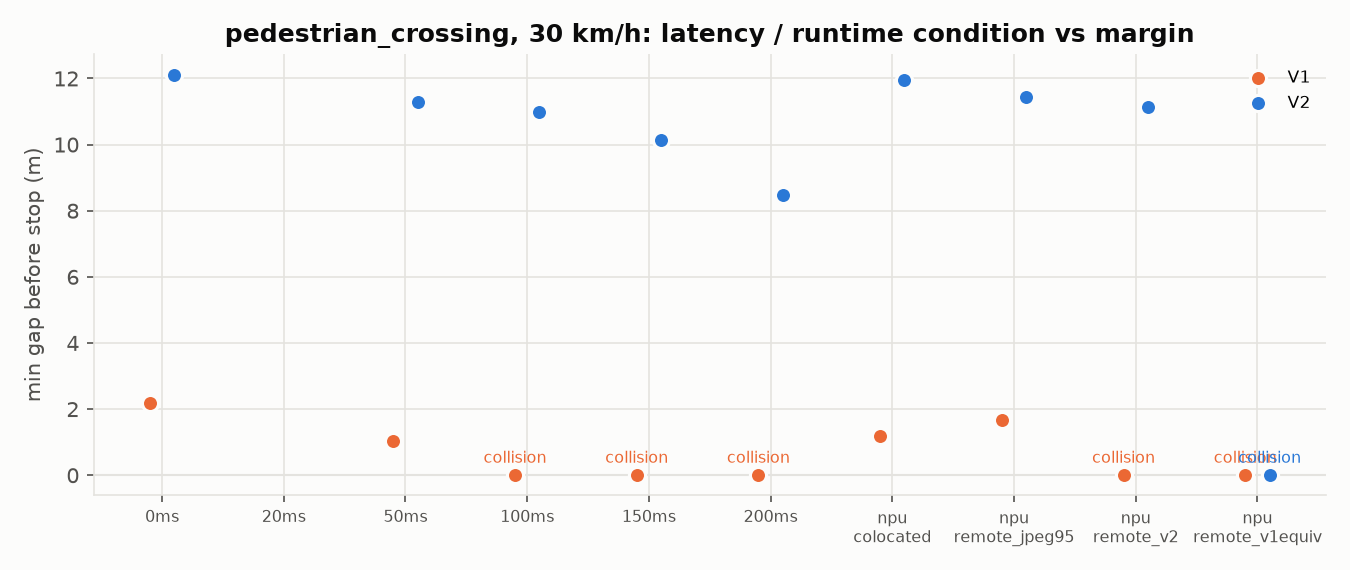 pedestrian_crossing, 30 km/h: latency / runtime condition vs margin
min gap before stop (m)
12
10
8
6
4
2
0
V1
V2
collision
collision
collision
collision
collision
collision
0ms
20ms
50ms
100ms
150ms
200ms
npu
colocated
npu
remote_jpeg95
npu
remote_v2
npu
remote_v1equiv